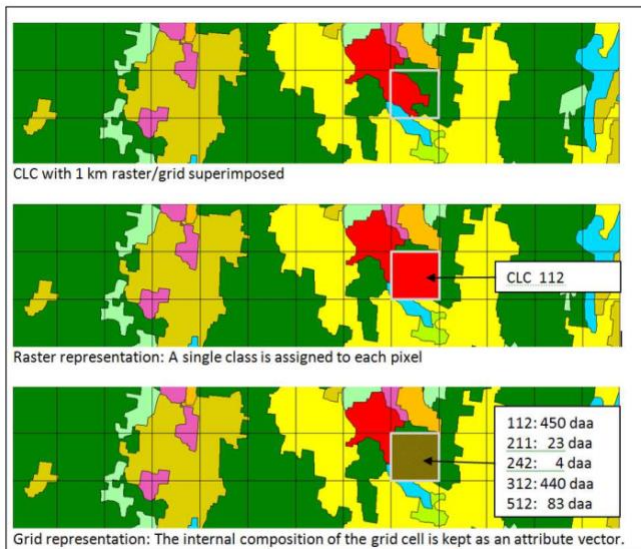 CLC with 1 km raster/grid superimposed
CLC 112
Raster representation: A single class is assigned to each pixel
112: 450 daa
211: 23 daa
242: 4 daa
312: 440 daa
512: 83 daa
Grid representation: The internal composition of the grid cell is kept as an attribute vector.